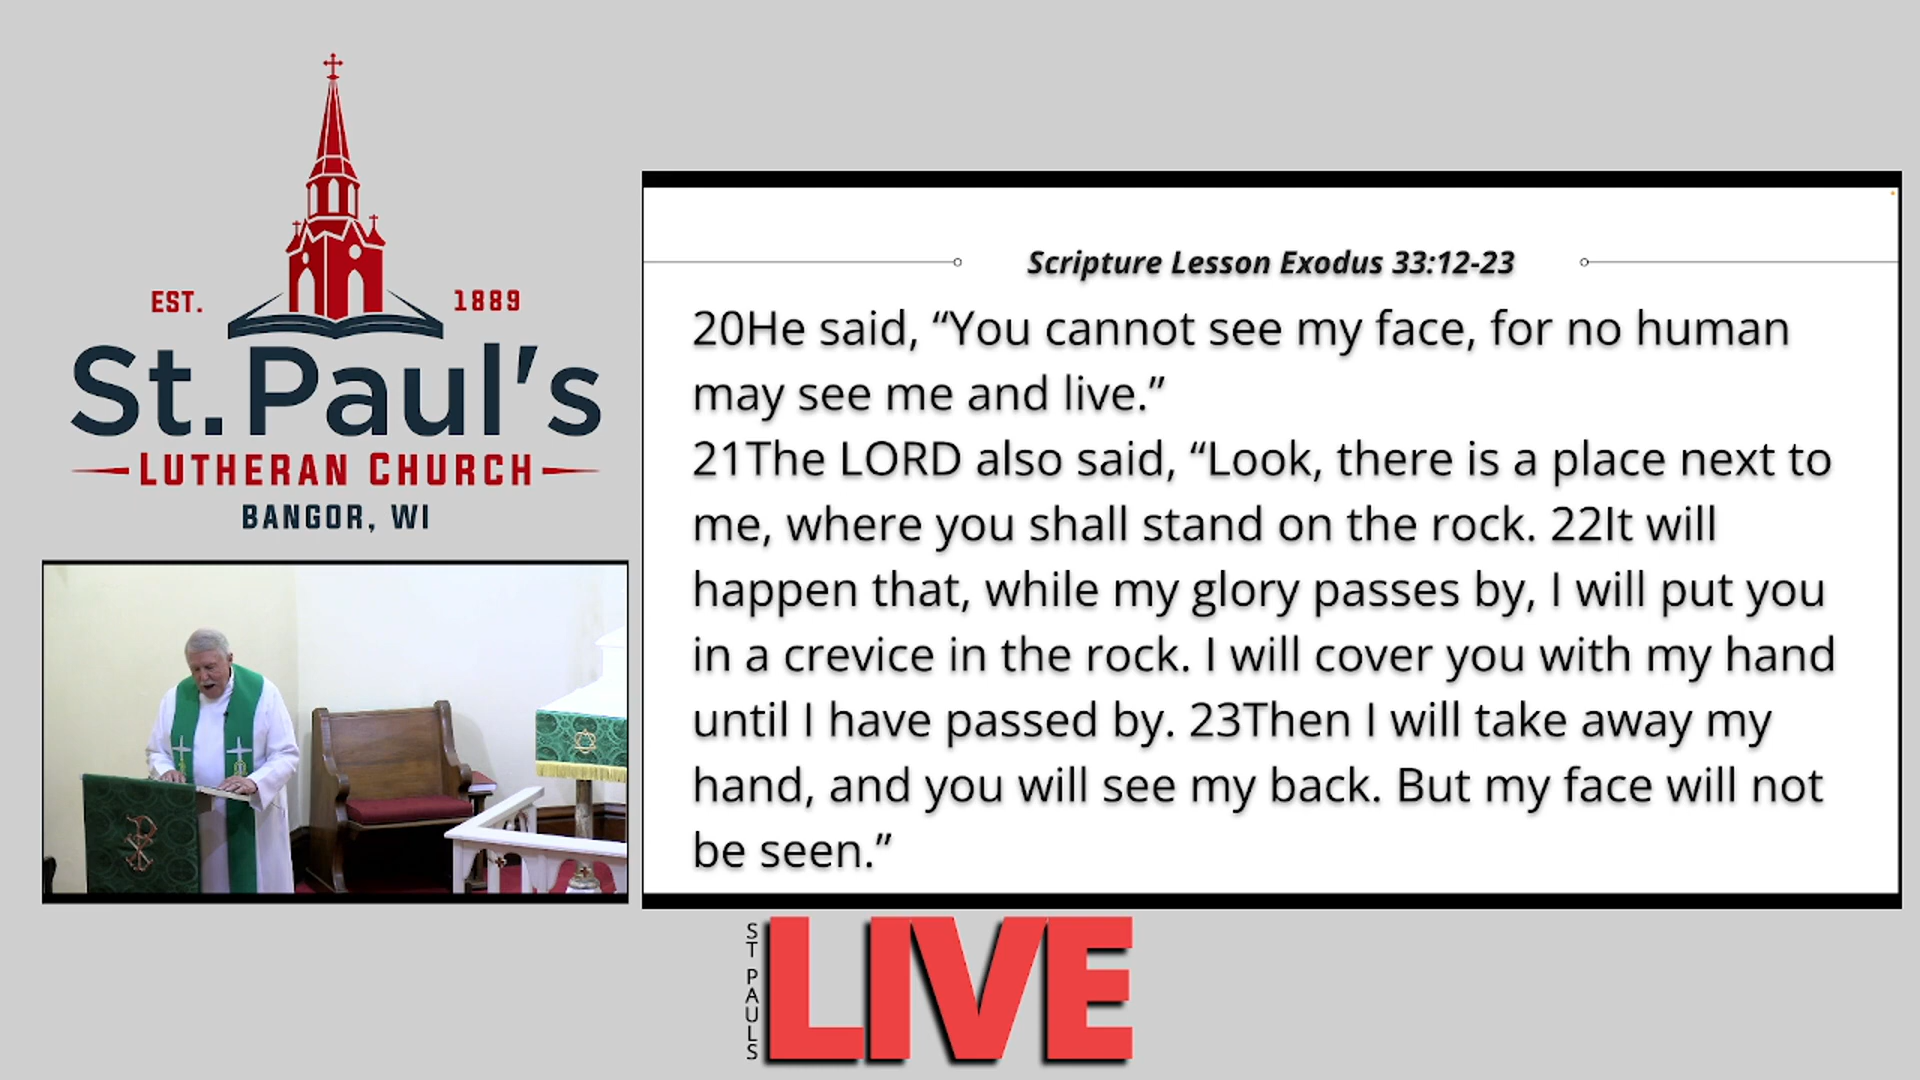 EST. 1889
St. Paul's
LUTHERAN CHURCH
BANGOR, WI
Scripture Lesson Exodus 33:12-23
20He said, “You cannot see my face, for no human
may see me and live.”
21The LORD also said, “Look, there is a place next to
me, where you shall stand on the rock. 22It will
happen that, while my glory passes by, I will put you
in a crevice in the rock. I will cover you with my hand
until I have passed by. 23Then I will take away my
hand, and you will see my back. But my face will not
be seen.”
ST PAULS
LIVE